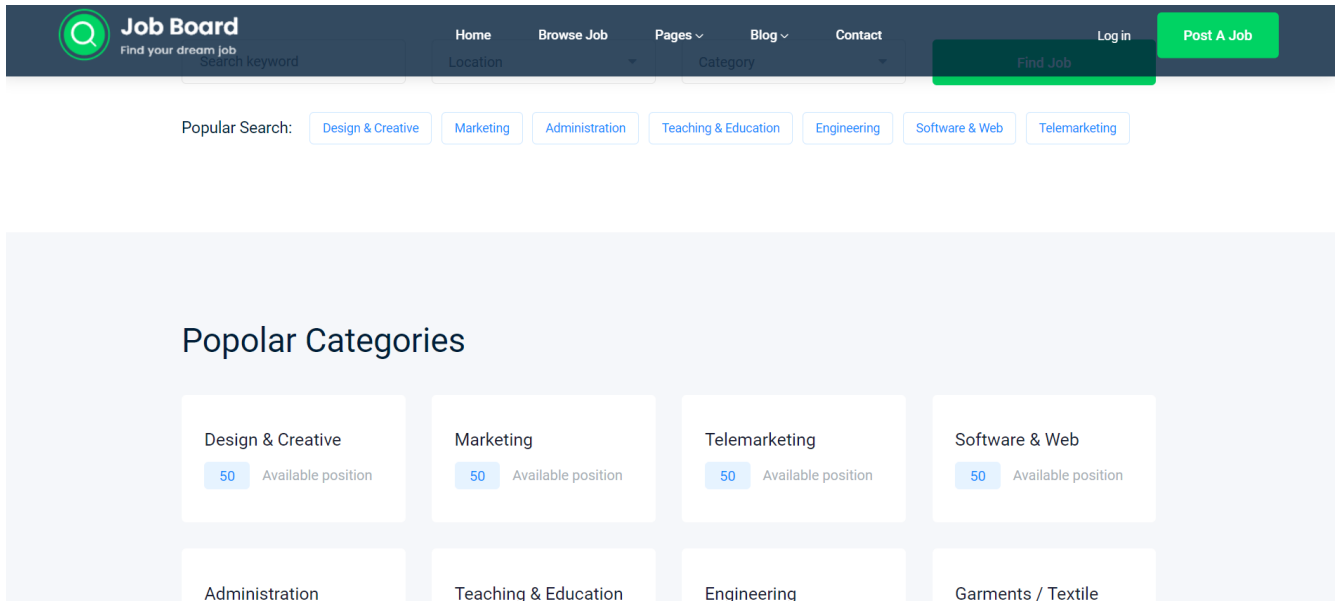 Job Board
Find your dream job
Home Browse Job Pages Blog Contact Log in Post A Job
Search keyword Location Category Find Job
Popular Search: Design & Creative Marketing Administration Teaching & Education Engineering Software & Web Telemarketing
Popolar Categories
Design & Creative Marketing Telemarketing Software & Web
50 Available position 50 Available position 50 Available position 50 Available position
Administration Teaching & Education Engineering Garments / Textile